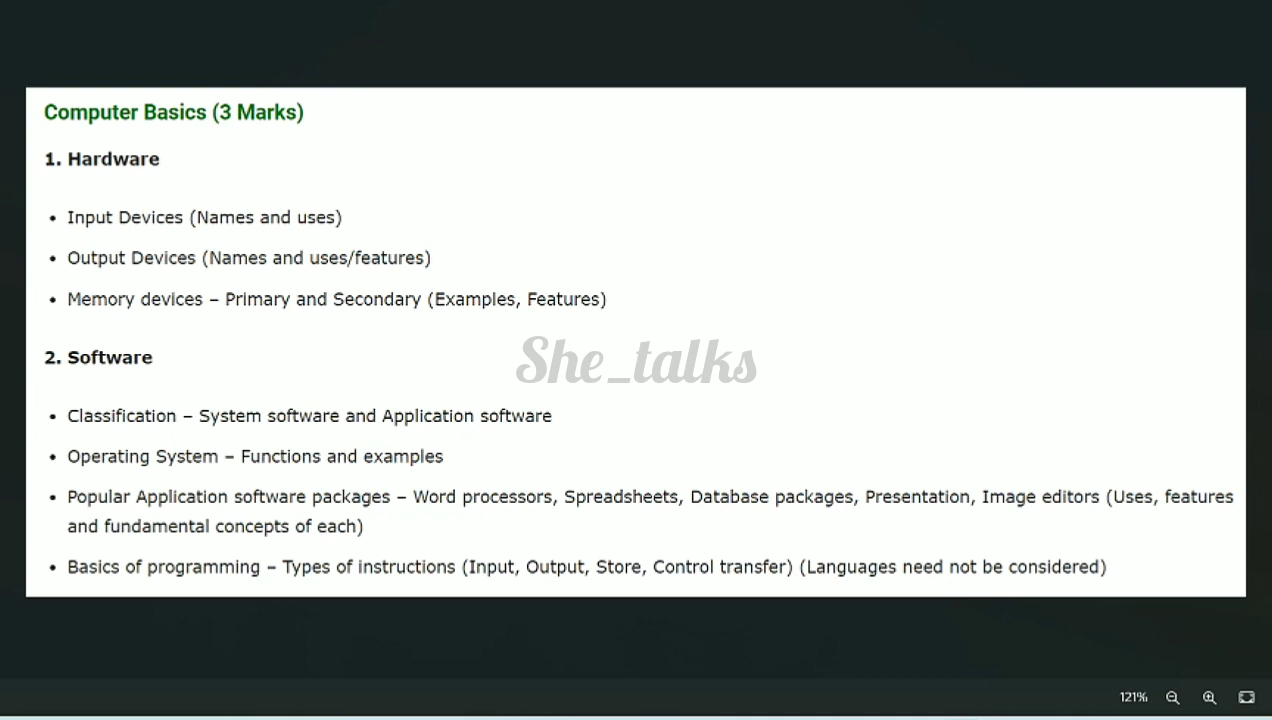 Computer Basics (3 Marks)
1. Hardware
• Input Devices (Names and uses)
• Output Devices (Names and uses/features)
• Memory devices – Primary and Secondary (Examples, Features)
She_talks
2. Software
• Classification – System software and Application software
• Operating System – Functions and examples
• Popular Application software packages – Word processors, Spreadsheets, Database packages, Presentation, Image editors (Uses, features
and fundamental concepts of each)
• Basics of programming – Types of instructions (Input, Output, Store, Control transfer) (Languages need not be considered)
121%